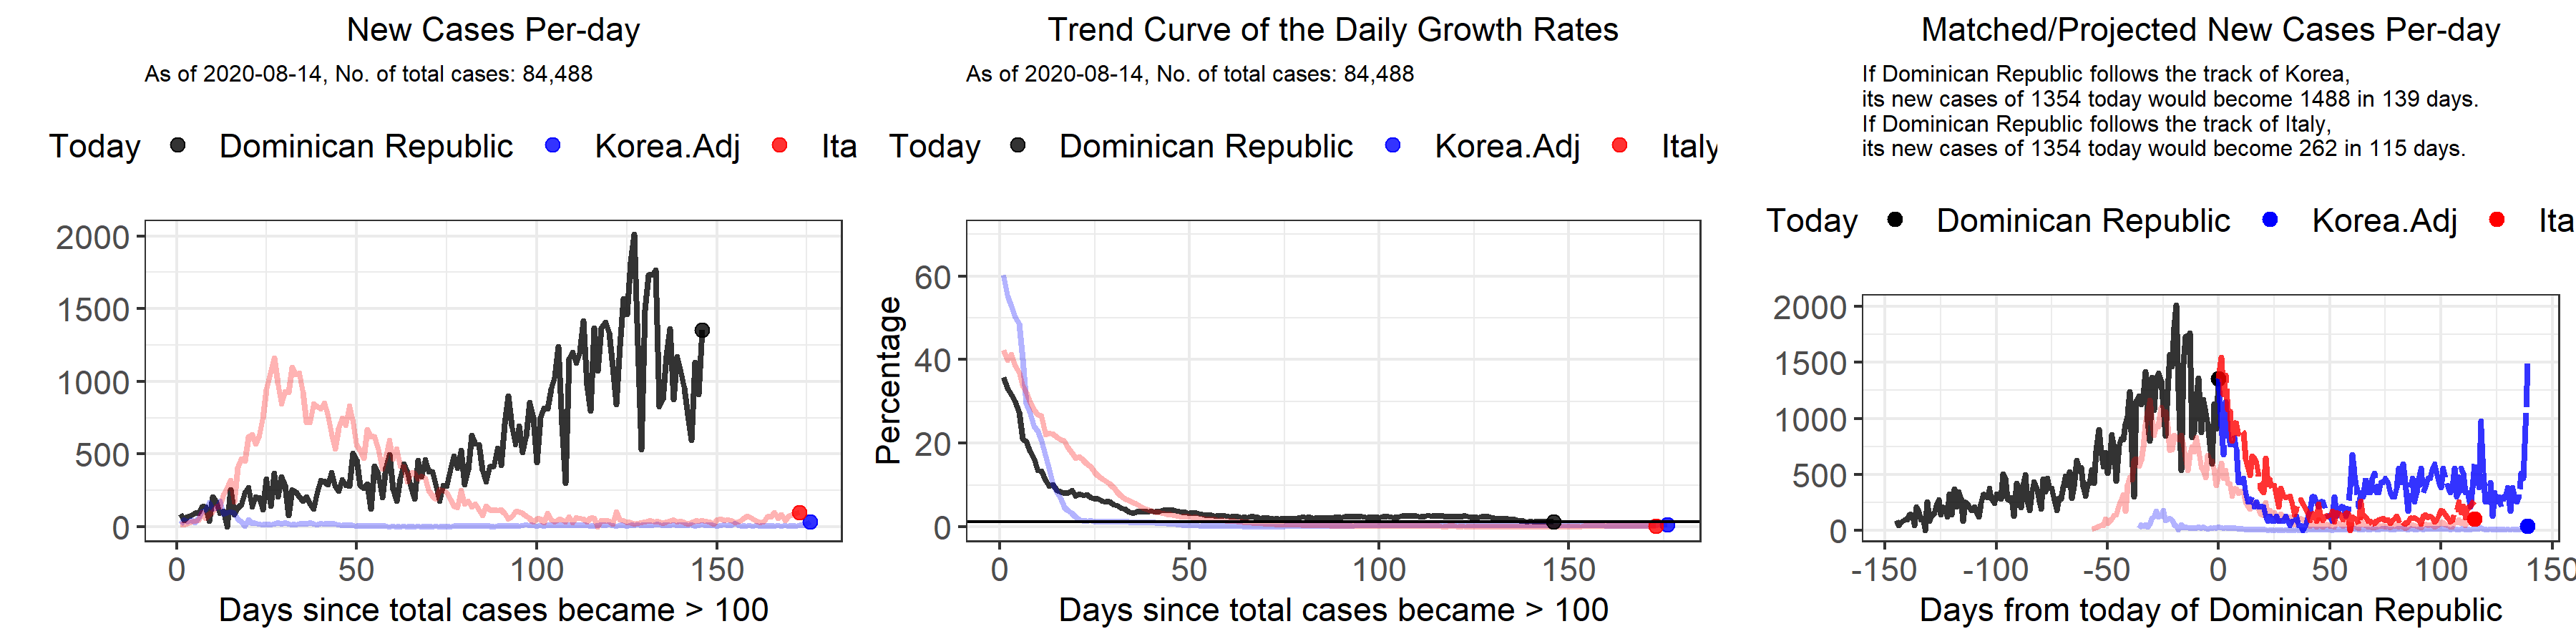 New Cases Per-day
As of 2020-08-14, No. of total cases: 84,488
Today Dominican Republic Korea.Adj Ita
2000
1500
1000
500
0
0 50 100 150
Days since total cases became > 100
Trend Curve of the Daily Growth Rates
As of 2020-08-14, No. of total cases: 84,488
Today Dominican Republic Korea.Adj Italy
Percentage
60
40
20
0
0 50 100 150
Days since total cases became > 100
Matched/Projected New Cases Per-day
If Dominican Republic follows the track of Korea,
its new cases of 1354 today would become 1488 in 139 days.
If Dominican Republic follows the track of Italy,
its new cases of 1354 today would become 262 in 115 days.
Today Dominican Republic Korea.Adj Ita
2000
1500
1000
500
0
-150 -100 -50 0 50 100 150
Days from today of Dominican Republic